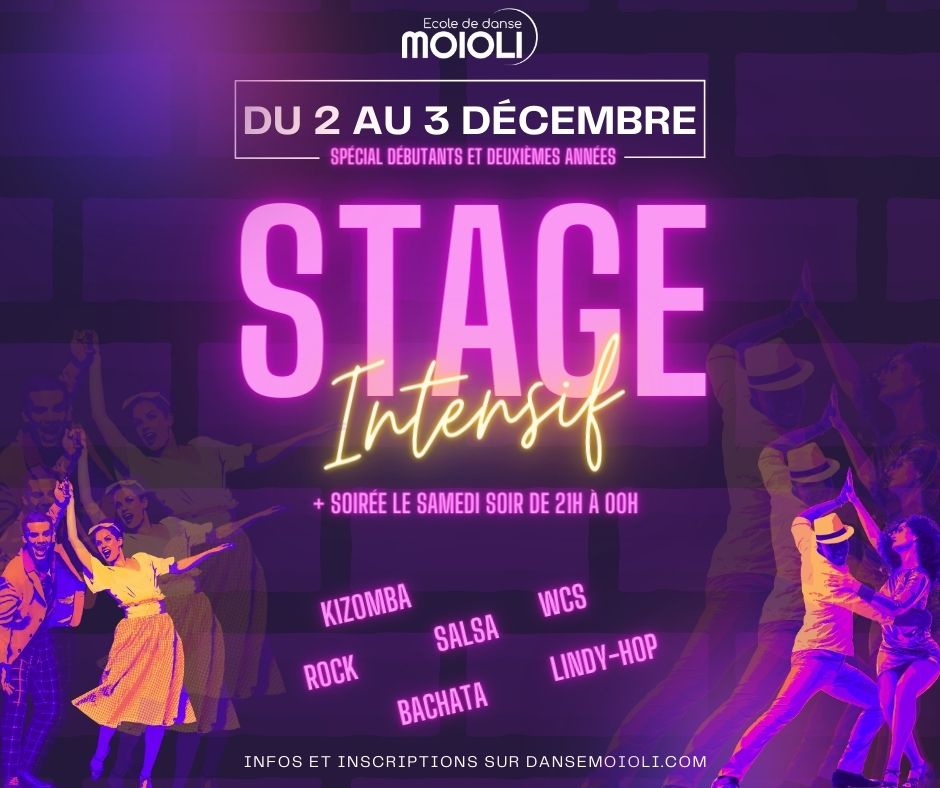 Ecole de danse
MOIOLI
DU 2 AU 3 DÉCEMBRE
SPÉCIAL DÉBUTANTS ET DEUXIÈMES ANNÉES
STAGE
Intensif
+ SOIRÉE LE SAMEDI SOIR DE 21H À 00H
KIZOMBA
WCS
SALSA
ROCK
LINDY-HOP
BACHATA
INFOS ET INSCRIPTIONS SUR DANSEMOIOLI.COM